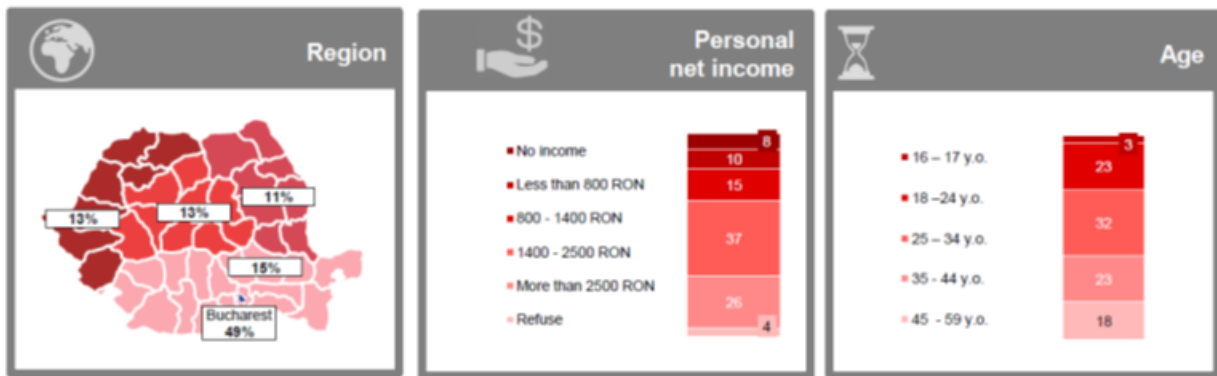 Region
13%
13%
11%
15%
Bucharest
49%
$
Personal
net income
No income
Less than 800 RON
800 - 1400 RON
1400 - 2500 RON
More than 2500 RON
Refuse
8
10
15
37
26
4
Age
16 – 17 y.o.
18 –24 y.o.
25 – 34 y.o.
35 - 44 y.o.
45 - 59 y.o.
3
23
32
23
18